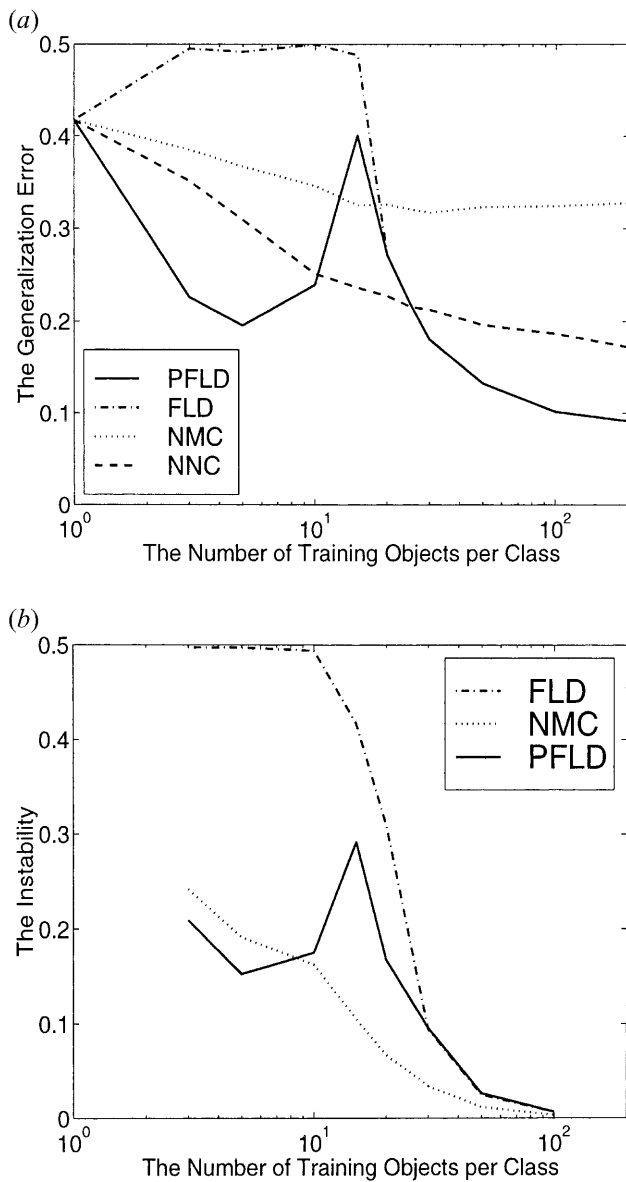 (a)
The Generalization Error
0.5
0.4
0.3
0.2
0.1
0
PFLD
FLD
NMC
NNC
10^0
10^1
10^2
The Number of Training Objects per Class
(b)
The Instability
0.5
0.4
0.3
0.2
0.1
0
FLD
NMC
PFLD
10^0
10^1
10^2
The Number of Training Objects per Class